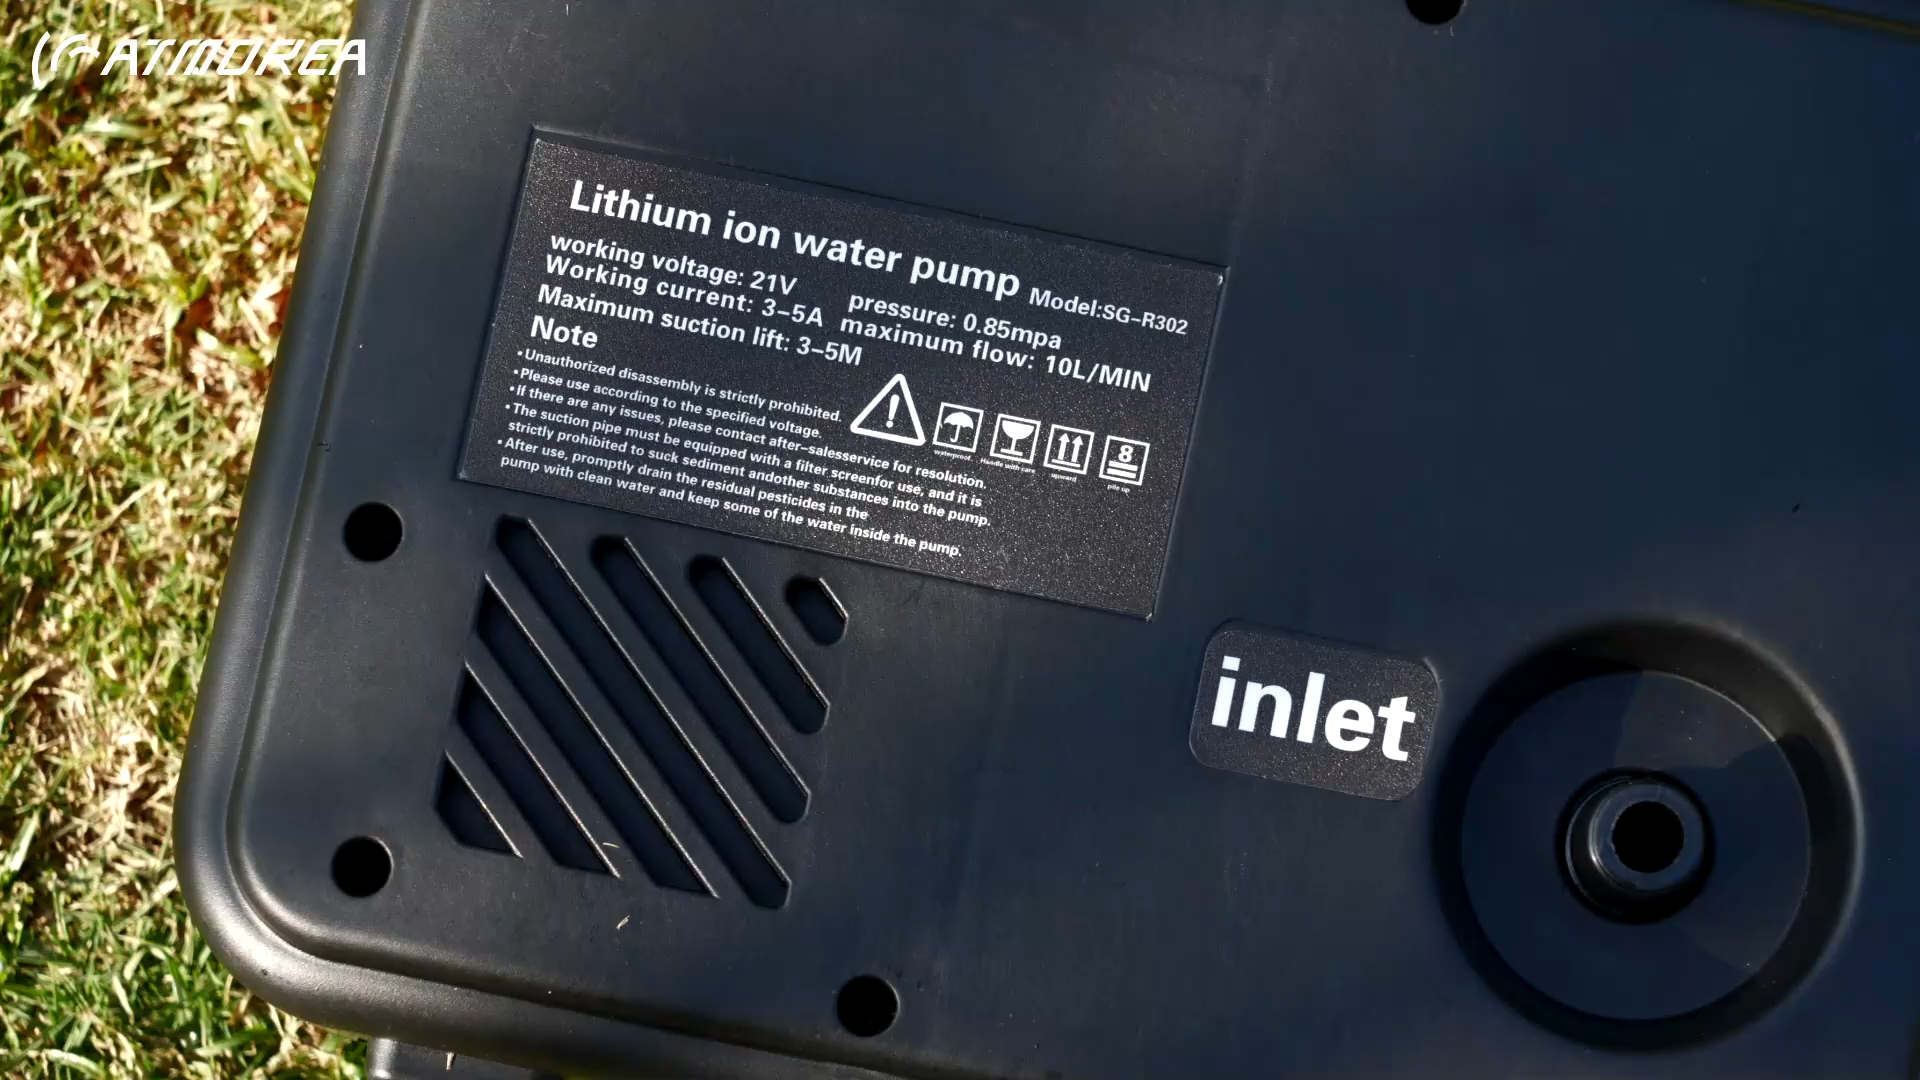 ATMOREA
Lithium ion water pump Model:SG-R302
working voltage: 21V pressure: 0.85mpa
Working current: 3-5A maximum flow: 10L/MIN
Maximum suction lift: 3-5M
Note
•Unauthorized disassembly is strictly prohibited.
•Please use according to the specified voltage.
•If there are any issues, please contact after-salesservice for resolution.
•The suction pipe must be equipped with a filter screenfor use, and it is
strictly prohibited to suck sediment andother substances into the pump.
•After use, promptly drain the residual pesticides in the
pump with clean water and keep some of the water inside the pump.
8
waterproof Handle with care upward pile up
inlet